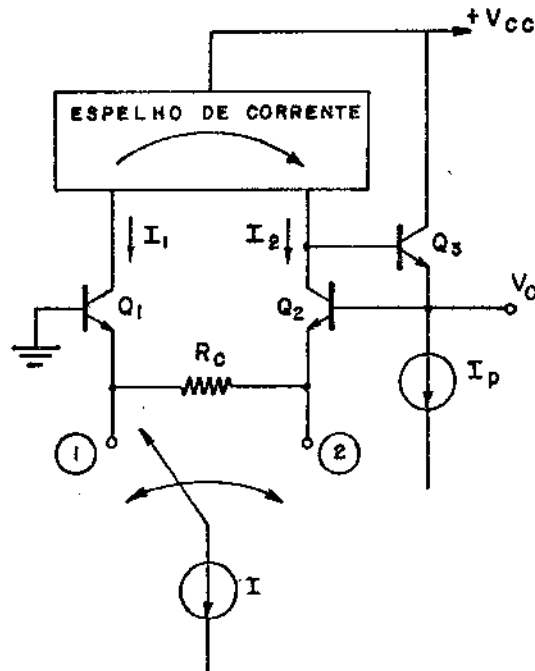 +VCC
ESPELHO DE CORRENTE
I1
I2
Q3
Q1
Q2
VO
RC
IP
1
2
I